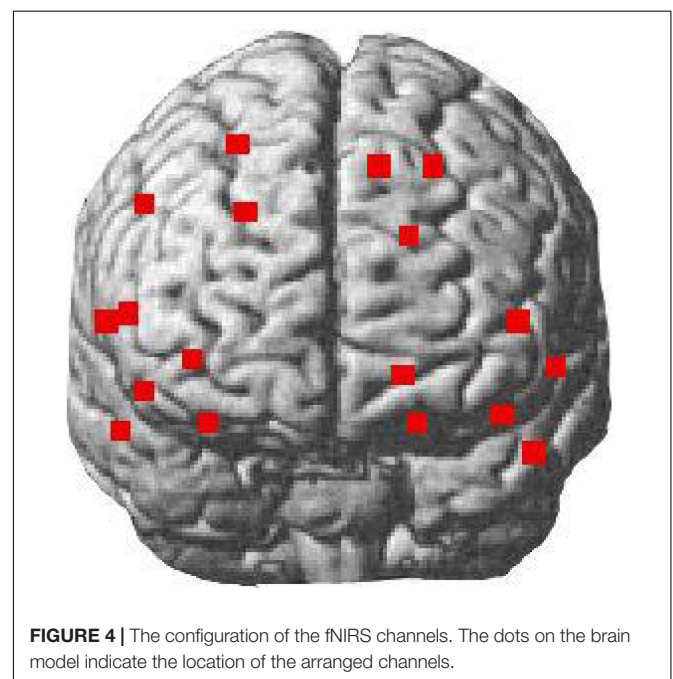 FIGURE 4 | The configuration of the fNIRS channels. The dots on the brain
model indicate the location of the arranged channels.